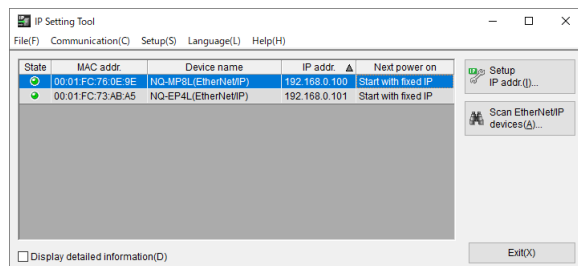 IP Setting Tool
File(F) Communication(C) Setup(S) Language(L) Help(H)
State MAC addr. Device name IP addr. Next power on
00:01:FC:76:0E:9E NQ-MP8L(EtherNet/IP) 192.168.0.100 Start with fixed IP
00:01:FC:73:AB:A5 NQ-EP4L(EtherNet/IP) 192.168.0.101 Start with fixed IP
Setup
IP addr.(I)...
Scan EtherNet/IP
devices(A)...
Display detailed information(D)
Exit(X)